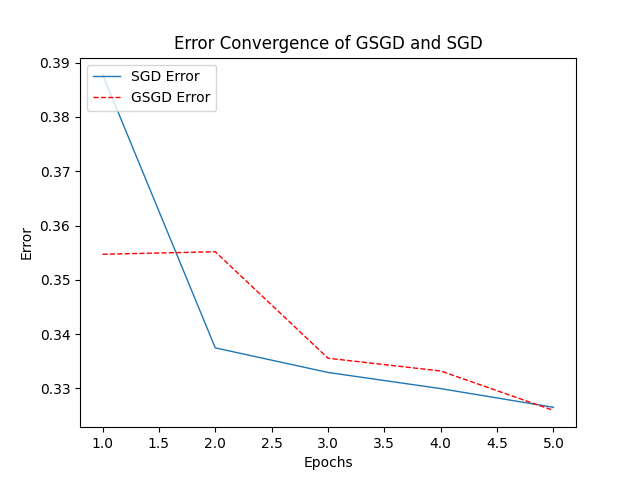 Error Convergence of GSGD and SGD
SGD Error
GSGD Error
0.39
0.38
0.37
0.36
0.35
0.34
0.33
Error
1.0 1.5 2.0 2.5 3.0 3.5 4.0 4.5 5.0
Epochs